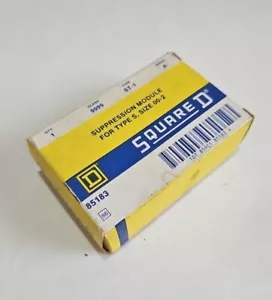 QTY.
1
CLASS
9999
TYPE
ST-1
SUPPRESSION MODULE
FOR TYPE S, SIZE 00-2
D
SQUARE D
85183